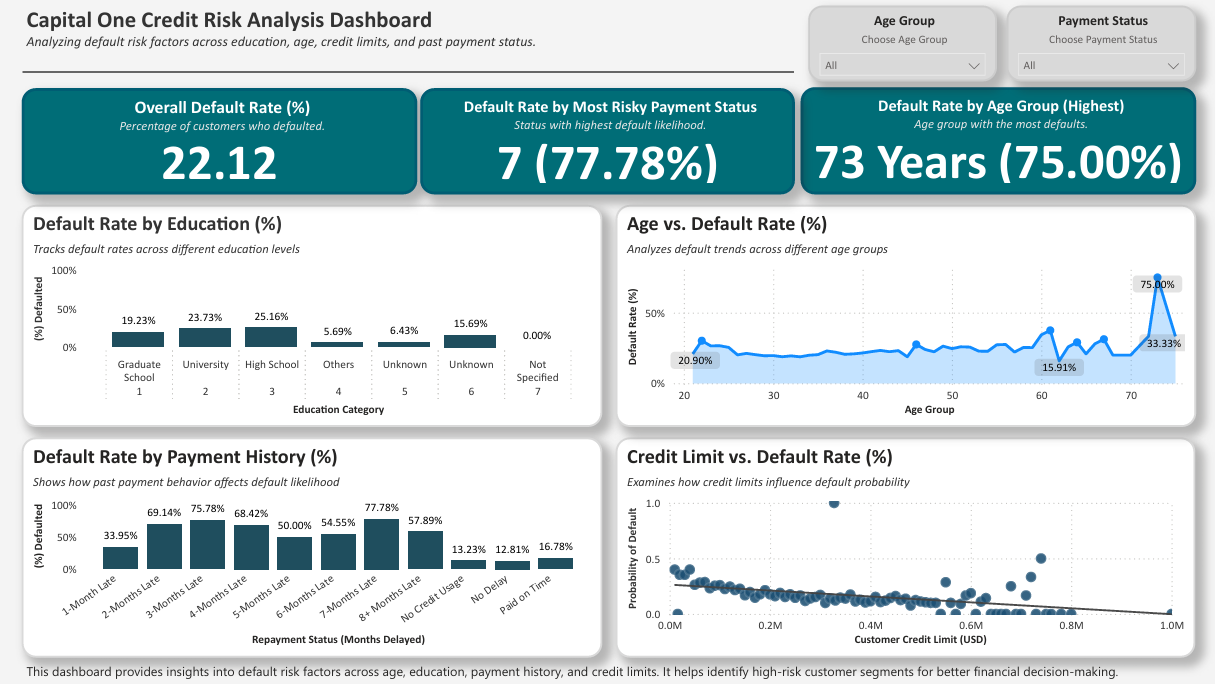 Capital One Credit Risk Analysis Dashboard
Analyzing default risk factors across education, age, credit limits, and past payment status.
Age Group
Choose Age Group
All
Payment Status
Choose Payment Status
All
Overall Default Rate (%)
Percentage of customers who defaulted.
22.12
Default Rate by Most Risky Payment Status
Status with highest default likelihood.
7 (77.78%)
Default Rate by Age Group (Highest)
Age group with the most defaults.
73 Years (75.00%)
Default Rate by Education (%)
Tracks default rates across different education levels
(%) Defaulted
100%
50%
0%
19.23% 23.73% 25.16% 5.69% 6.43% 15.69% 0.00%
Graduate School University High School Others Unknown Unknown Not Specified
1 2 3 4 5 6 7
Education Category
Age vs. Default Rate (%)
Analyzes default trends across different age groups
Default Rate (%)
50%
0%
20.90% 15.91% 75.00% 33.33%
20 30 40 50 60 70
Age Group
Default Rate by Payment History (%)
Shows how past payment behavior affects default likelihood
(%) Defaulted
100%
50%
0%
33.95% 69.14% 75.78% 68.42% 50.00% 54.55% 77.78% 57.89% 13.23% 12.81% 16.78%
1-Month Late 2-Months Late 3-Months Late 4-Months Late 5-Months Late 6-Months Late 7-Months Late 8+ Months Late No Credit Usage No Delay Paid on Time
Repayment Status (Months Delayed)
Credit Limit vs. Default Rate (%)
Examines how credit limits influence default probability
Probability of Default
1.0
0.5
0.0
0.0M 0.2M 0.4M 0.6M 0.8M 1.0M
Customer Credit Limit (USD)
This dashboard provides insights into default risk factors across age, education, payment history, and credit limits. It helps identify high-risk customer segments for better financial decision-making.